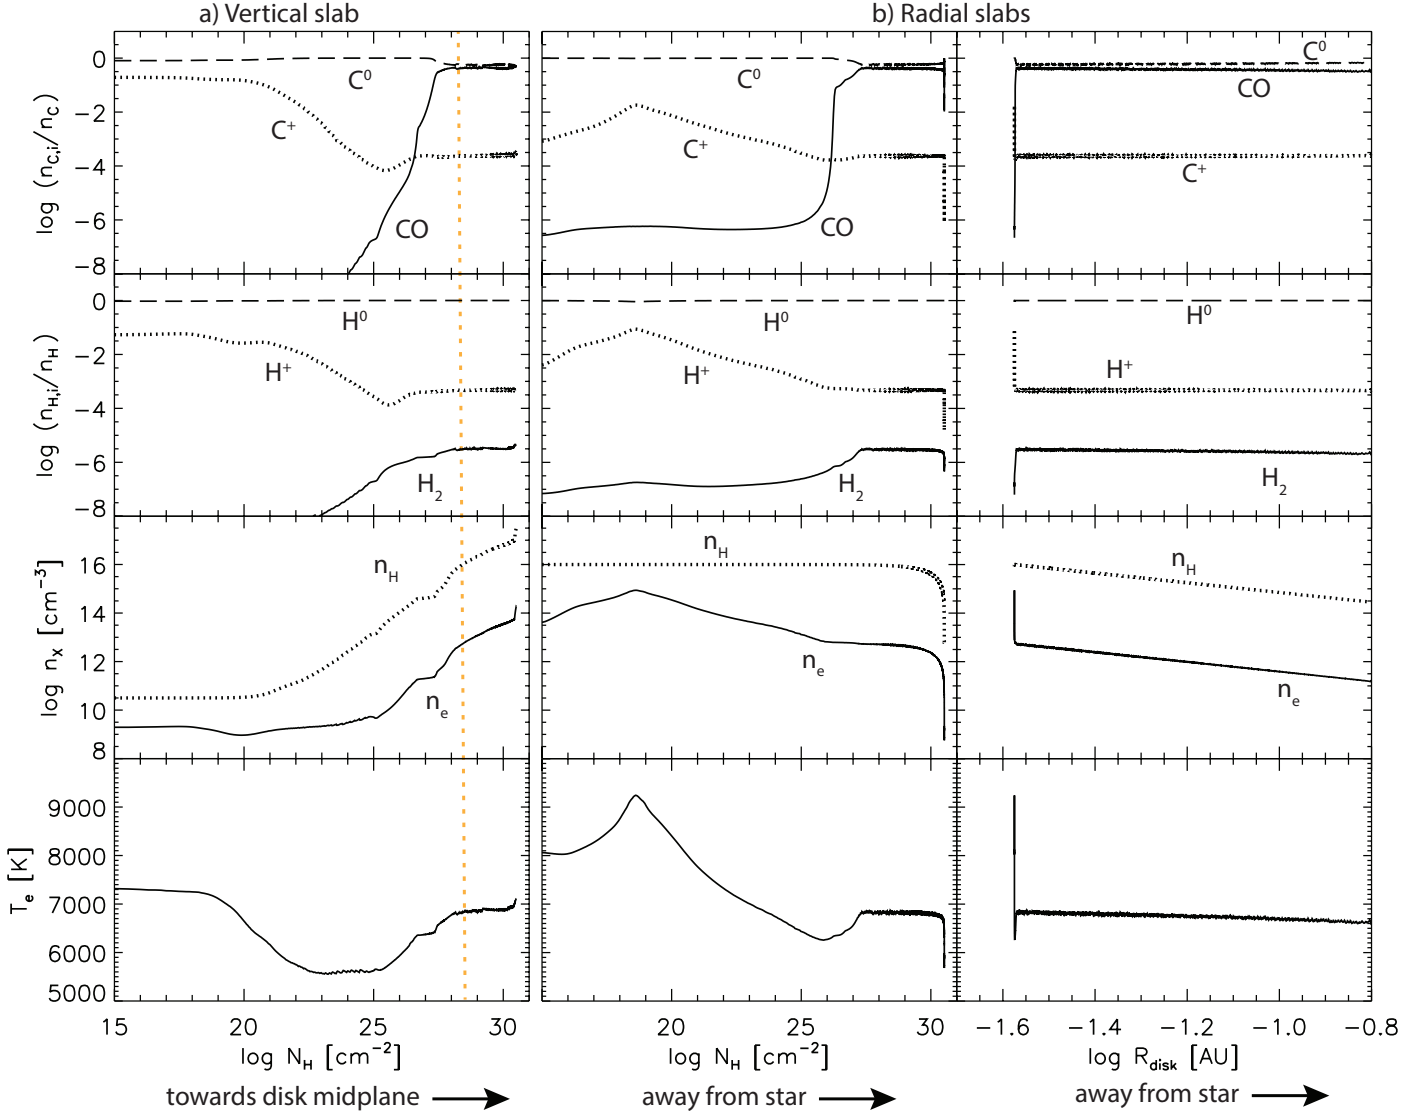 a) Vertical slab
b) Radial slabs
log (n_C,i/n_C)
0
−2
−4
−6
−8
C⁰
C⁺
CO
C⁰
C⁺
CO
C⁰
CO
C⁺
log (n_H,i/n_H)
0
−2
−4
−6
−8
H⁰
H⁺
H₂
H⁰
H⁺
H₂
H⁰
H⁺
H₂
log n_x [cm⁻³]
16
14
12
10
8
n_H
n_e
n_H
n_e
n_H
n_e
T_e [K]
9000
8000
7000
6000
5000
15 20 25 30
20 25 30
−1.6 −1.4 −1.2 −1.0 −0.8
log N_H [cm⁻²]
log N_H [cm⁻²]
log R_disk [AU]
towards disk midplane
away from star
away from star